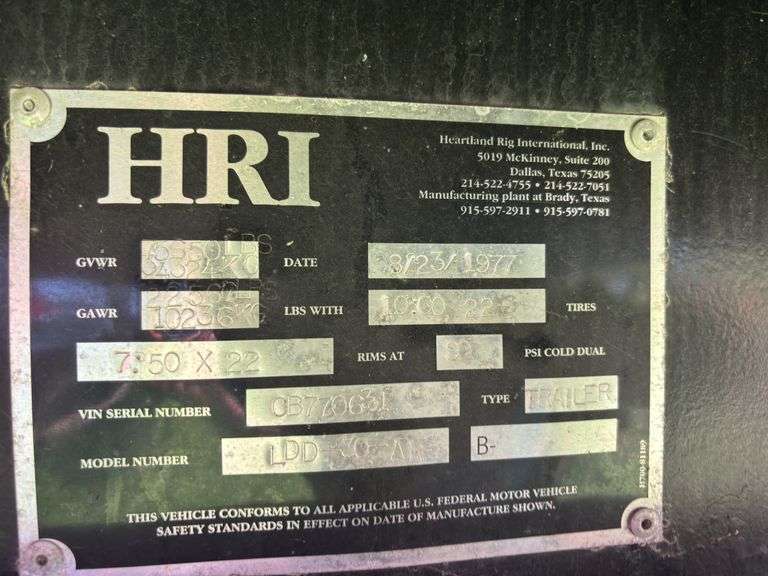 HRI
Heartland Rig International, Inc.
5019 McKinney, Suite 200
Dallas, Texas 75205
214-522-4755 • 214-522-7051
Manufacturing plant at Brady, Texas
915-597-2911 • 915-597-0781
GVWR DATE 8/23/1977
GAWR LBS WITH TIRES
7.50 X 22 RIMS AT PSI COLD DUAL
VIN SERIAL NUMBER TYPE TRAILER
MODEL NUMBER B-
THIS VEHICLE CONFORMS TO ALL APPLICABLE U.S. FEDERAL MOTOR VEHICLE
SAFETY STANDARDS IN EFFECT ON DATE OF MANUFACTURE SHOWN.